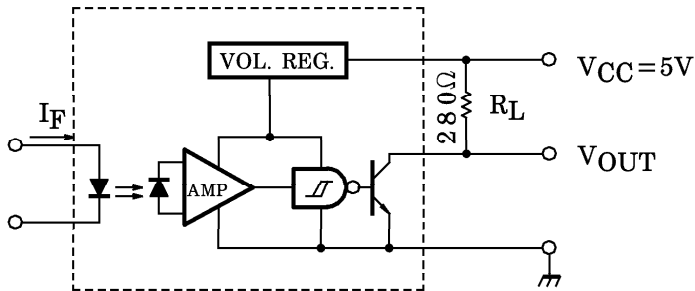 VOL. REG.
VCC=5V
280Ω
RL
IF
VOUT
AMP